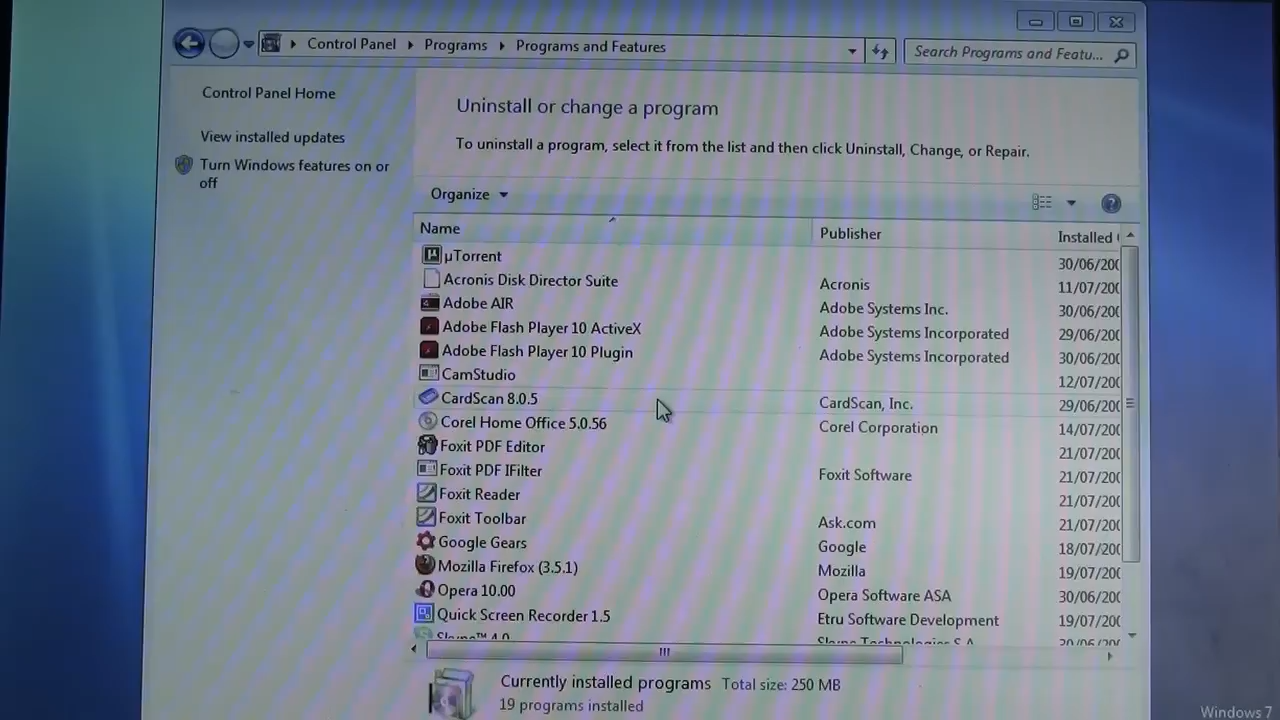 Control Panel
Programs
Programs and Features
Search Programs and Featu...
Control Panel Home
View installed updates
Turn Windows features on or
off
Uninstall or change a program
To uninstall a program, select it from the list and then click Uninstall, Change, or Repair.
Organize
Name Publisher Installed
µTorrent 30/06/200
Acronis Disk Director Suite Acronis 11/07/200
Adobe AIR Adobe Systems Inc. 30/06/200
Adobe Flash Player 10 ActiveX Adobe Systems Incorporated 29/06/200
Adobe Flash Player 10 Plugin Adobe Systems Incorporated 30/06/200
CamStudio 12/07/200
CardScan 8.0.5 CardScan, Inc. 29/06/200
Corel Home Office 5.0.56 Corel Corporation 14/07/200
Foxit PDF Editor 21/07/200
Foxit PDF IFilter Foxit Software 21/07/200
Foxit Reader 21/07/200
Foxit Toolbar Ask.com 21/07/200
Google Gears Google 18/07/200
Mozilla Firefox (3.5.1) Mozilla 19/07/200
Opera 10.00 Opera Software ASA 30/06/200
Quick Screen Recorder 1.5 Etru Software Development 19/07/200
Skype™ 4.0 Skype Technologies S.A.
Currently installed programs Total size: 250 MB
19 programs installed
Windows 7